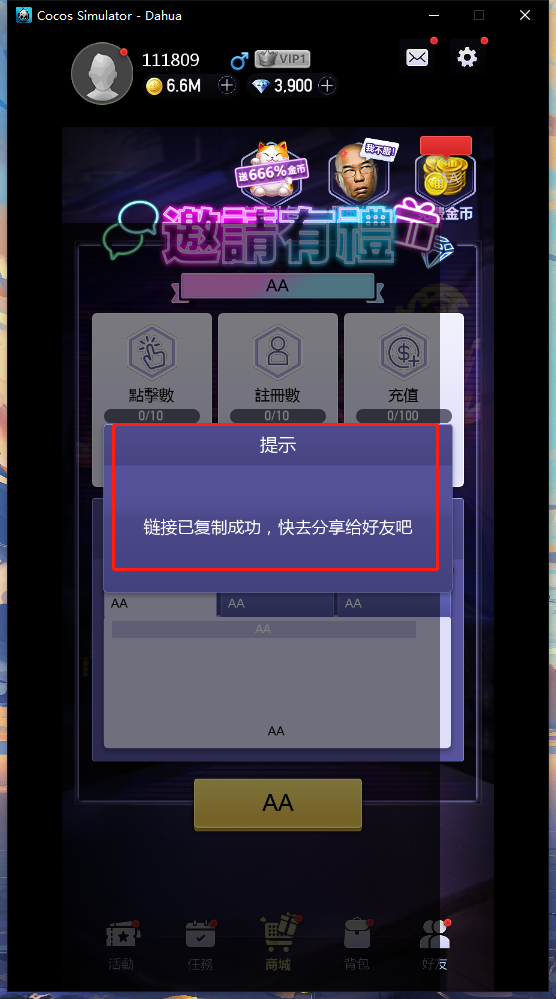 Cocos Simulator - Dahua
111809
VIP1
6.6M
3,900
送666%金币
我不服!
AA
金币
邀請有禮
AA
點擊數
註冊數
充值
0/10
0/10
0/100
提示
链接已复制成功，快去分享给好友吧
AA
AA
AA
AA
AA
AA
活動
任務
商城
背包
好友